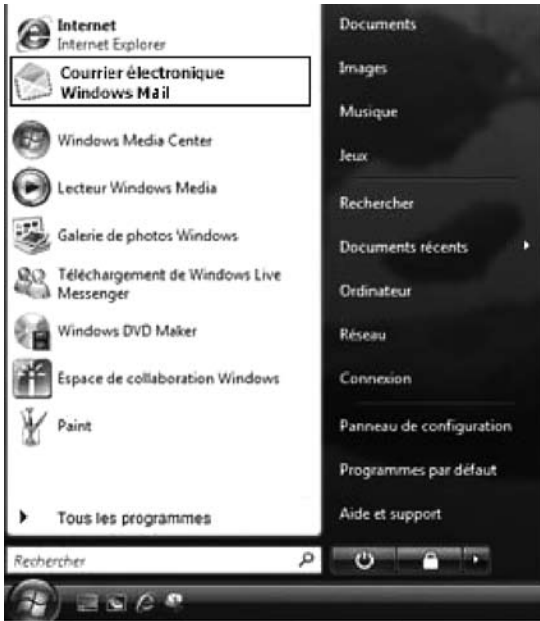 Internet
Internet Explorer
Courrier électronique
Windows Mail
Windows Media Center
Lecteur Windows Media
Galerie de photos Windows
Téléchargement de Windows Live
Messenger
Windows DVD Maker
Espace de collaboration Windows
Paint
Tous les programmes
Rechercher
Documents
Images
Musique
Jeux
Rechercher
Documents récents
Ordinateur
Réseau
Connexion
Panneau de configuration
Programmes par défaut
Aide et support